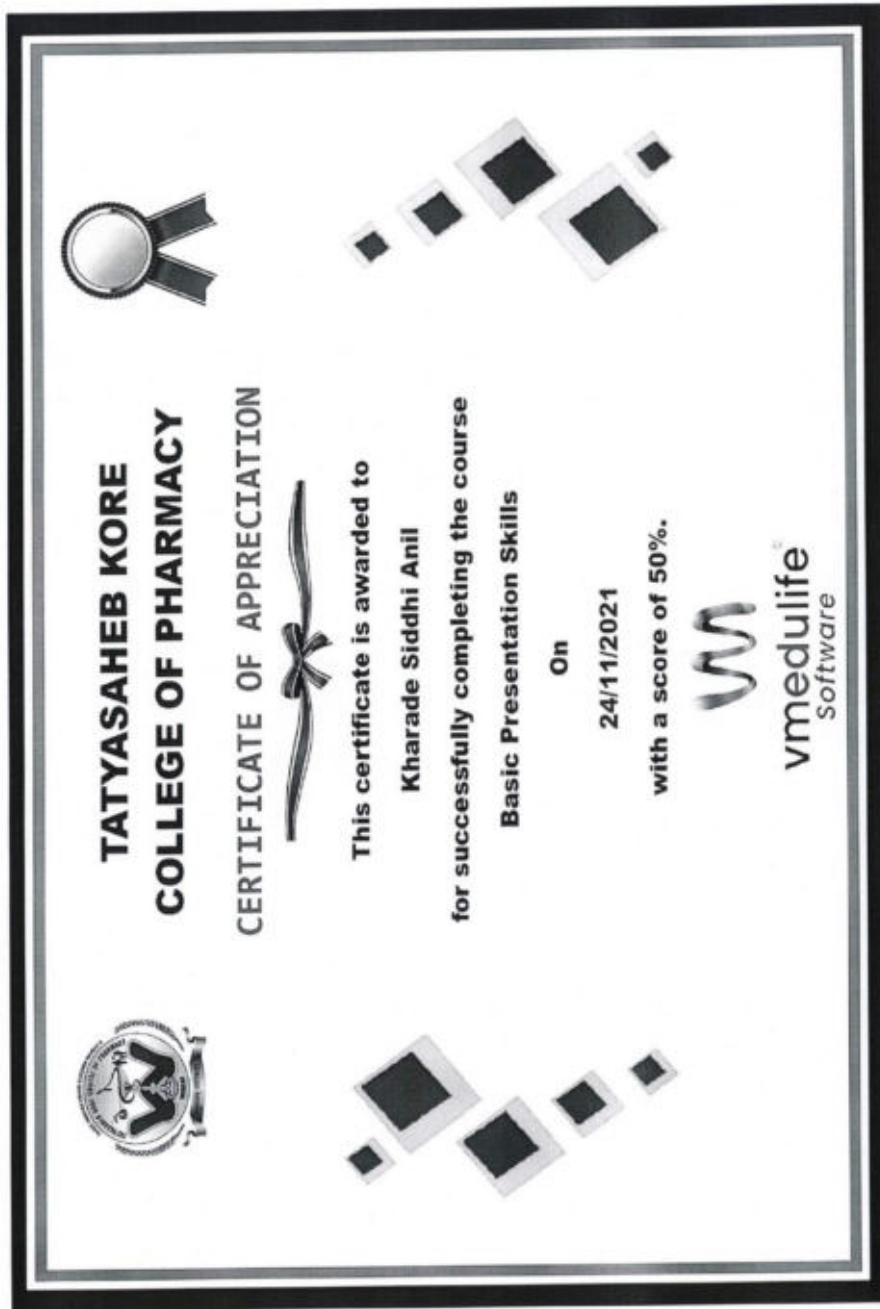 TATYASAHEB KORE
COLLEGE OF PHARMACY
CERTIFICATE OF APPRECIATION
This certificate is awarded to
Kharade Siddhi Anil
for successfully completing the course
Basic Presentation Skills
On
24/11/2021
with a score of 50%.
vmedulife©
Software